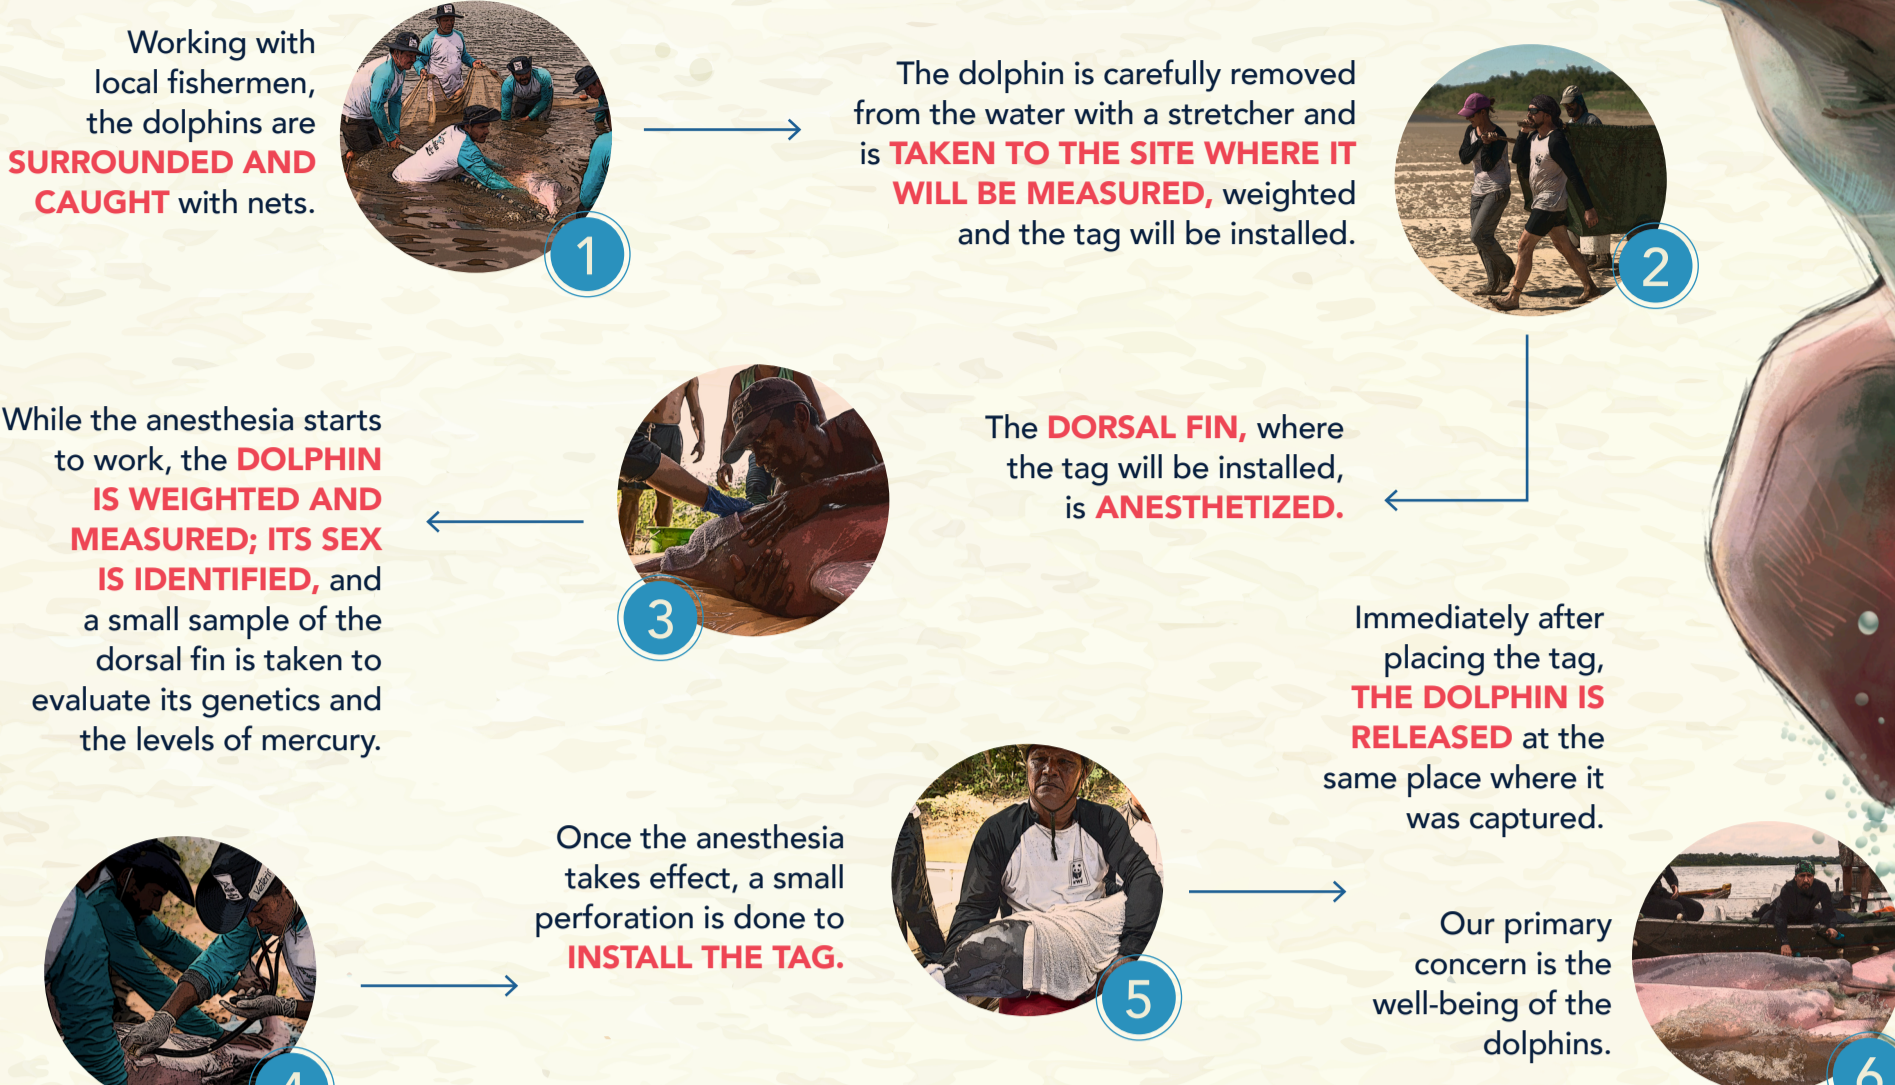 Working with
local fishermen,
the dolphins are
SURROUNDED AND
CAUGHT with nets.
1
The dolphin is carefully removed
from the water with a stretcher and
is TAKEN TO THE SITE WHERE IT
WILL BE MEASURED, weighted
and the tag will be installed.
2
The DORSAL FIN, where
the tag will be installed,
is ANESTHETIZED.
3
While the anesthesia starts
to work, the DOLPHIN
IS WEIGHTED AND
MEASURED; ITS SEX
IS IDENTIFIED, and
a small sample of the
dorsal fin is taken to
evaluate its genetics and
the levels of mercury.
4
Once the anesthesia
takes effect, a small
perforation is done to
INSTALL THE TAG.
5
Immediately after
placing the tag,
THE DOLPHIN IS
RELEASED at the
same place where it
was captured.
Our primary
concern is the
well-being of the
dolphins.
6